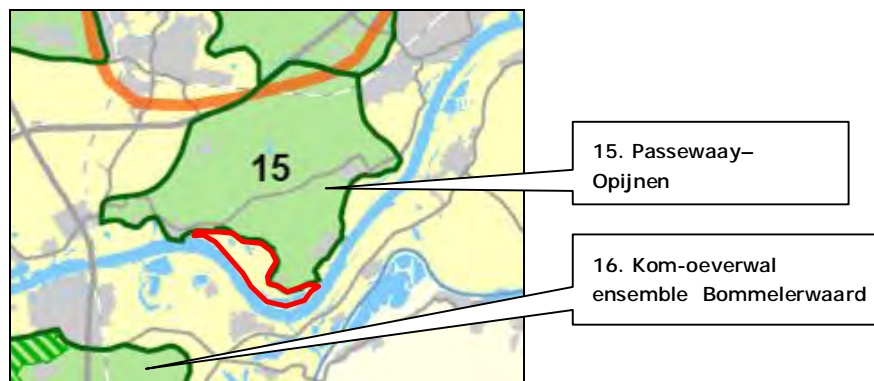 15
15. Passewaay–
Opijnen
16. Kom-oeverwal
ensemble Bommelerwaard